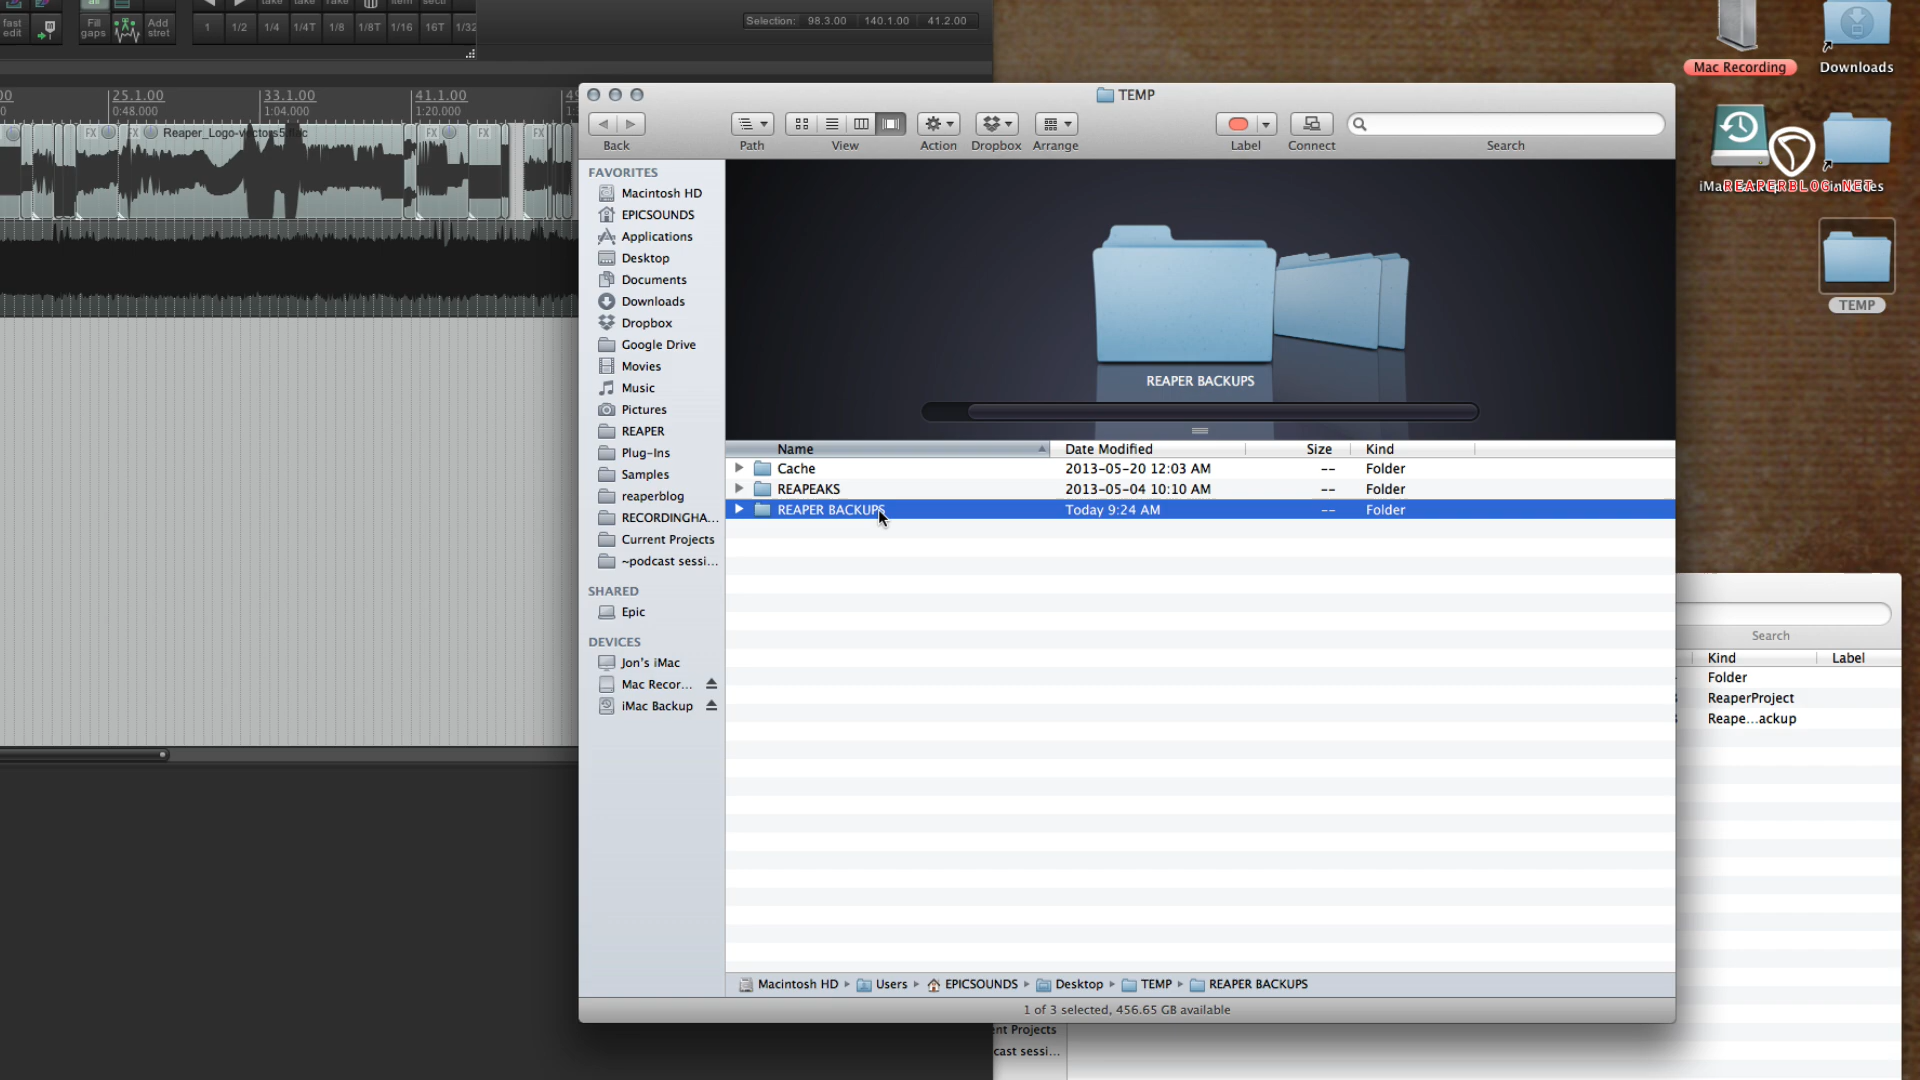 take take Take item secti
fast edit
Fill gaps
Add stret
1 1/2 1/4 1/4T 1/8 1/8T 1/16 16T 1/32
Selection: 98.3.00 140.1.00 41.2.00
25.1.00 33.1.00 41.1.00
0:48.000 1:04.000 1:20.000
FX FX FX FX FX
TEMP
Back
Path
View
Action
Dropbox
Arrange
Label
Connect
Search
FAVORITES
Macintosh HD
EPICSOUNDS
Applications
Desktop
Documents
Downloads
Dropbox
Google Drive
Movies
Music
Pictures
REAPER
Plug-Ins
Samples
reaperblog
RECORDINGHA...
Current Projects
~podcast sessi...
SHARED
Epic
DEVICES
Jon's iMac
Mac Recor...
iMac Backup
REAPER BACKUPS
Name Date Modified Size Kind
Cache 2013-05-20 12:03 AM -- Folder
REAPEAKS 2013-05-04 10:10 AM -- Folder
REAPER BACKUPS Today 9:24 AM -- Folder
Macintosh HD ▸ Users ▸ EPICSOUNDS ▸ Desktop ▸ TEMP ▸ REAPER BACKUPS
1 of 3 selected, 456.65 GB available
Mac Recording
Downloads
REAPERBLOG.NET
TEMP
Search
Kind Label
Folder
ReaperProject
Reape...ackup
nt Projects
cast sessi...